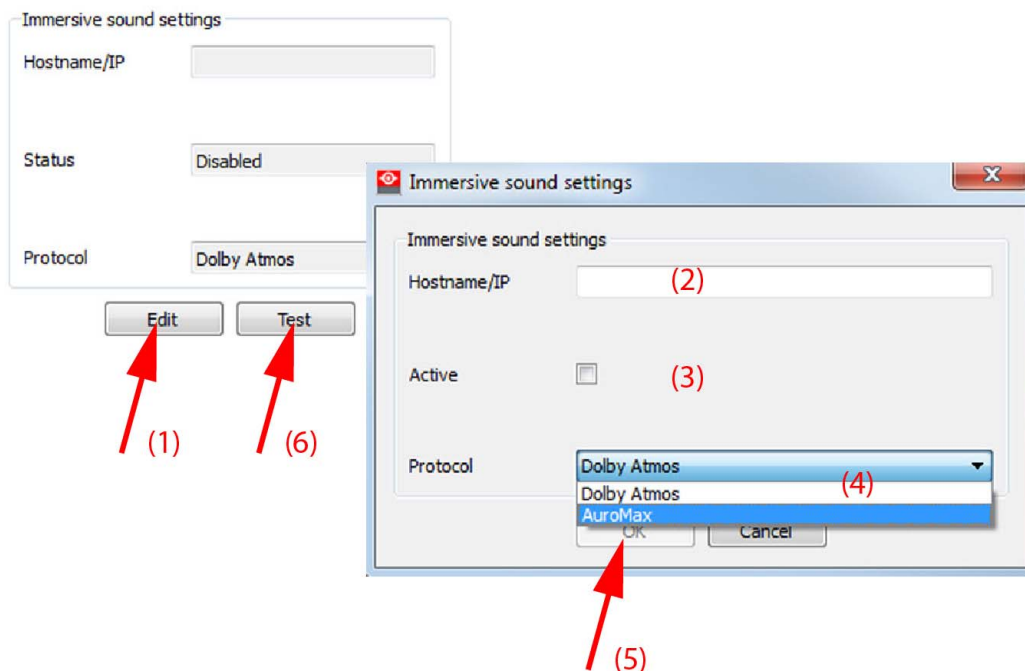 Immersive sound settings
Hostname/IP
Status Disabled
Protocol Dolby Atmos
Edit Test
(1) (6)
Immersive sound settings
Immersive sound settings
Hostname/IP (2)
Active (3)
Protocol Dolby Atmos
Dolby Atmos (4)
AuroMax
OK Cancel
(5)